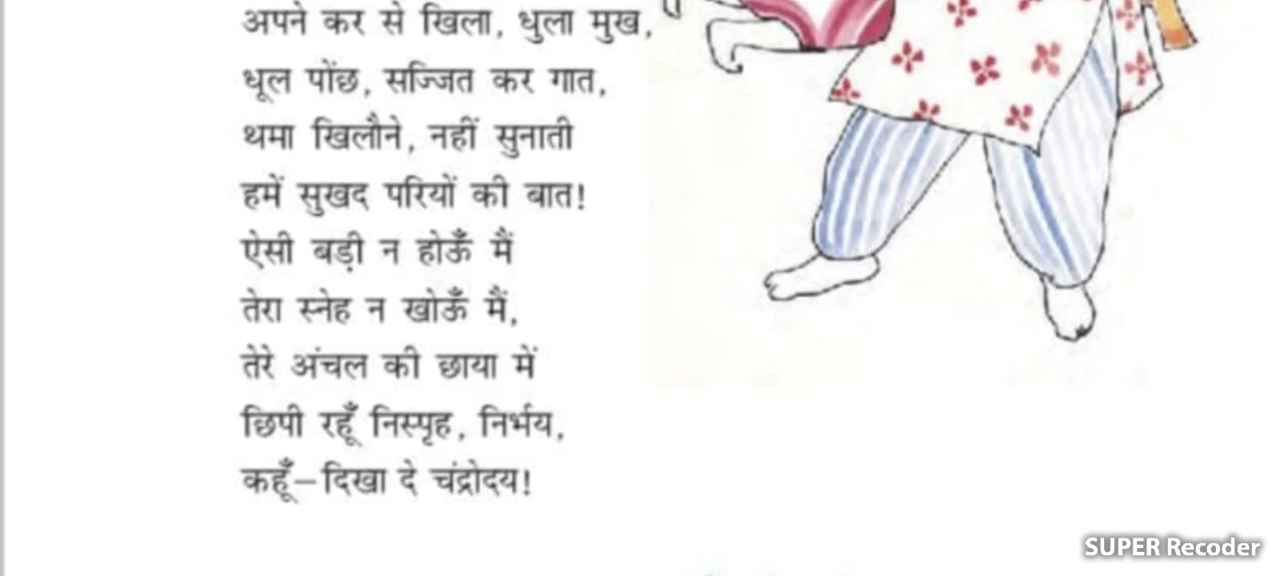 अपने कर से खिला, धुला मुख,
धूल पोंछ, सज्जित कर गात,
थमा खिलौने, नहीं सुनाती
हमें सुखद परियों की बात!
ऐसी बड़ी न होऊँ मैं
तेरा स्नेह न खोऊँ मैं,
तेरे अंचल की छाया में
छिपी रहूँ निस्पृह, निर्भय,
कहूँ–दिखा दे चंद्रोदय!
SUPER Recoder